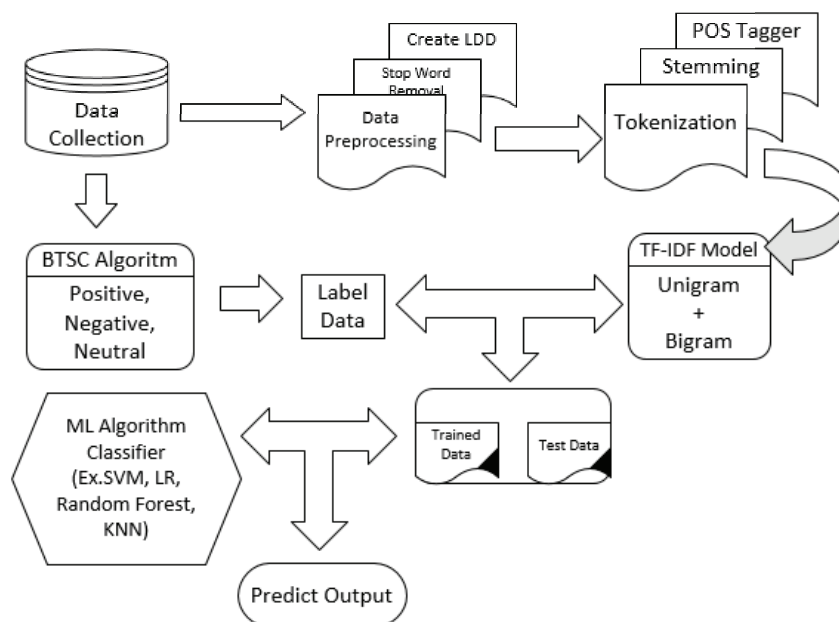 Data
Collection
Create LDD
Stop Word
Removal
Data
Preprocessing
POS Tagger
Stemming
Tokenization
BTSC Algoritm
Positive,
Negative,
Neutral
Label
Data
TF-IDF Model
Unigram
+
Bigram
ML Algorithm
Classifier
(Ex.SVM, LR,
Random Forest,
KNN)
Trained
Data
Test Data
Predict Output